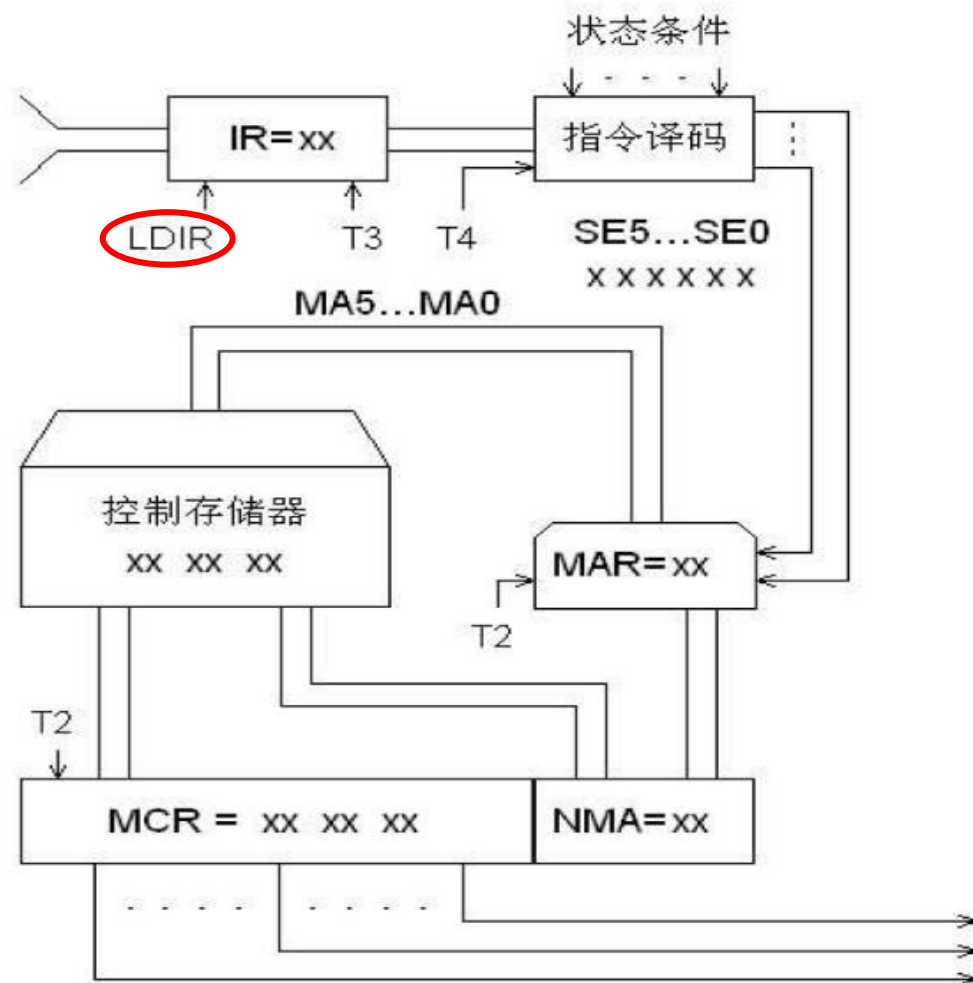 状态条件
IR=xx
指令译码
LDIR
T3
T4
SE5...SE0
x x x x x x
MA5...MA0
控制存储器
xx xx xx
MAR=xx
T2
T2
MCR = xx xx xx
NMA=xx